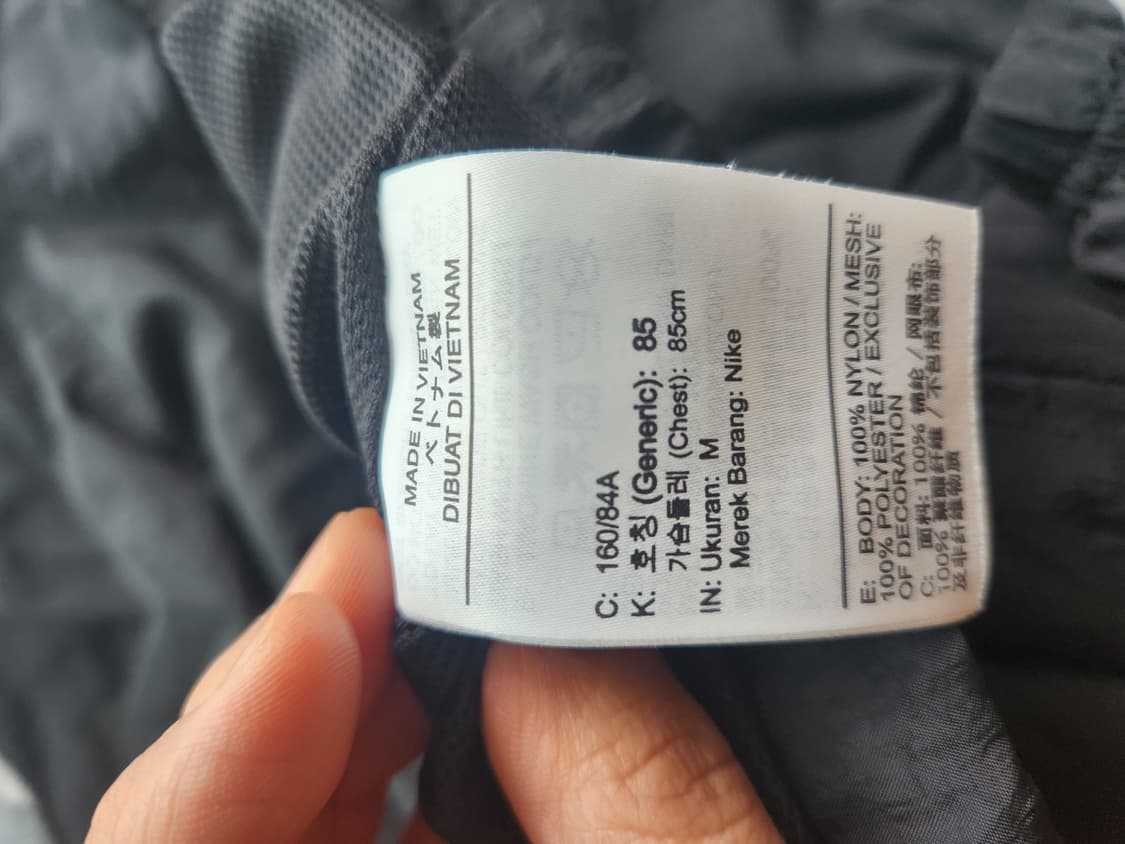 MADE IN VIETNAM
ベトナム製
DIBUAT DI VIETNAM
C: 160/84A
K: 호칭 (Generic): 85
가슴둘레 (Chest): 85cm
IN: Ukuran: M
Merek Barang: Nike
E: BODY: 100% NYLON / MESH:
100% POLYESTER / EXCLUSIVE
OF DECORATION
C: 面料: 100% 锦纶 / 网眼布:
100% 聚酯纤维 / 不包括装饰部分
及非纤维物质